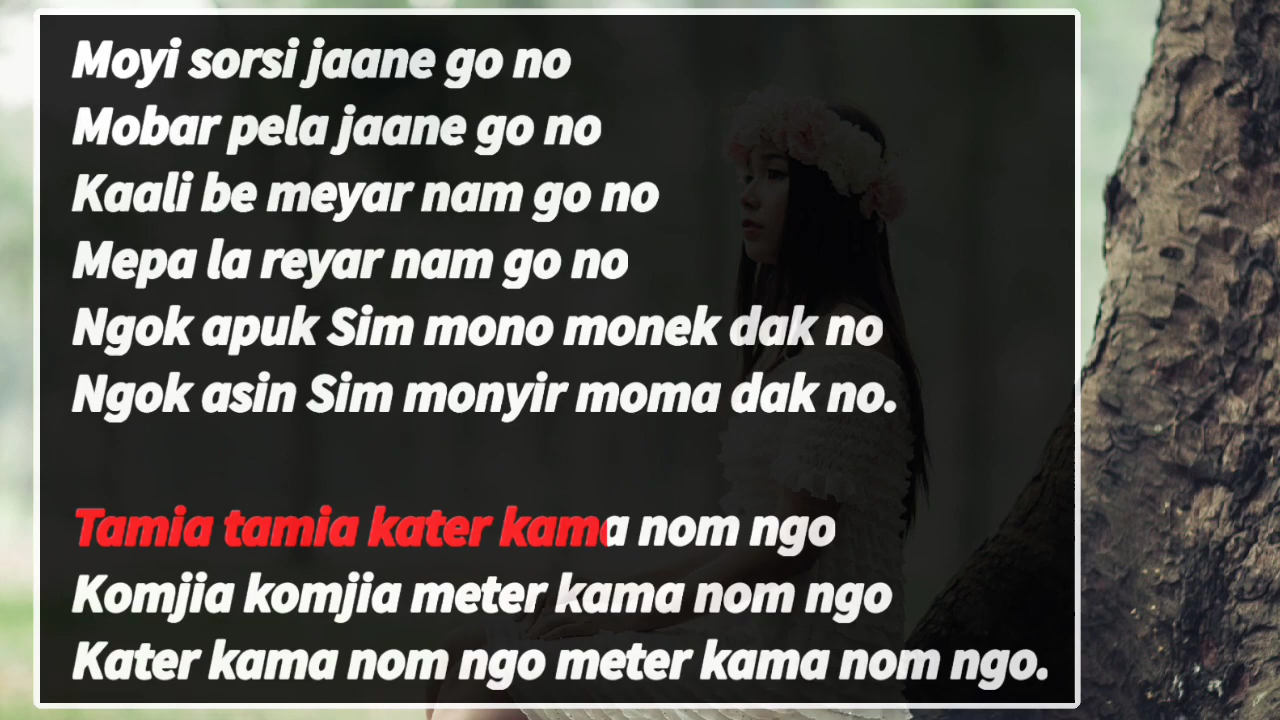 Moyi sorsi jaane go no
Mobar pela jaane go no
Kaali be meyar nam go no
Mepa la reyar nam go no
Ngok apuk Sim mono monek dak no
Ngok asin Sim monyir moma dak no.
Tamia tamia kater kama nom ngo
Komjia komjia meter kama nom ngo
Kater kama nom ngo meter kama nom ngo.